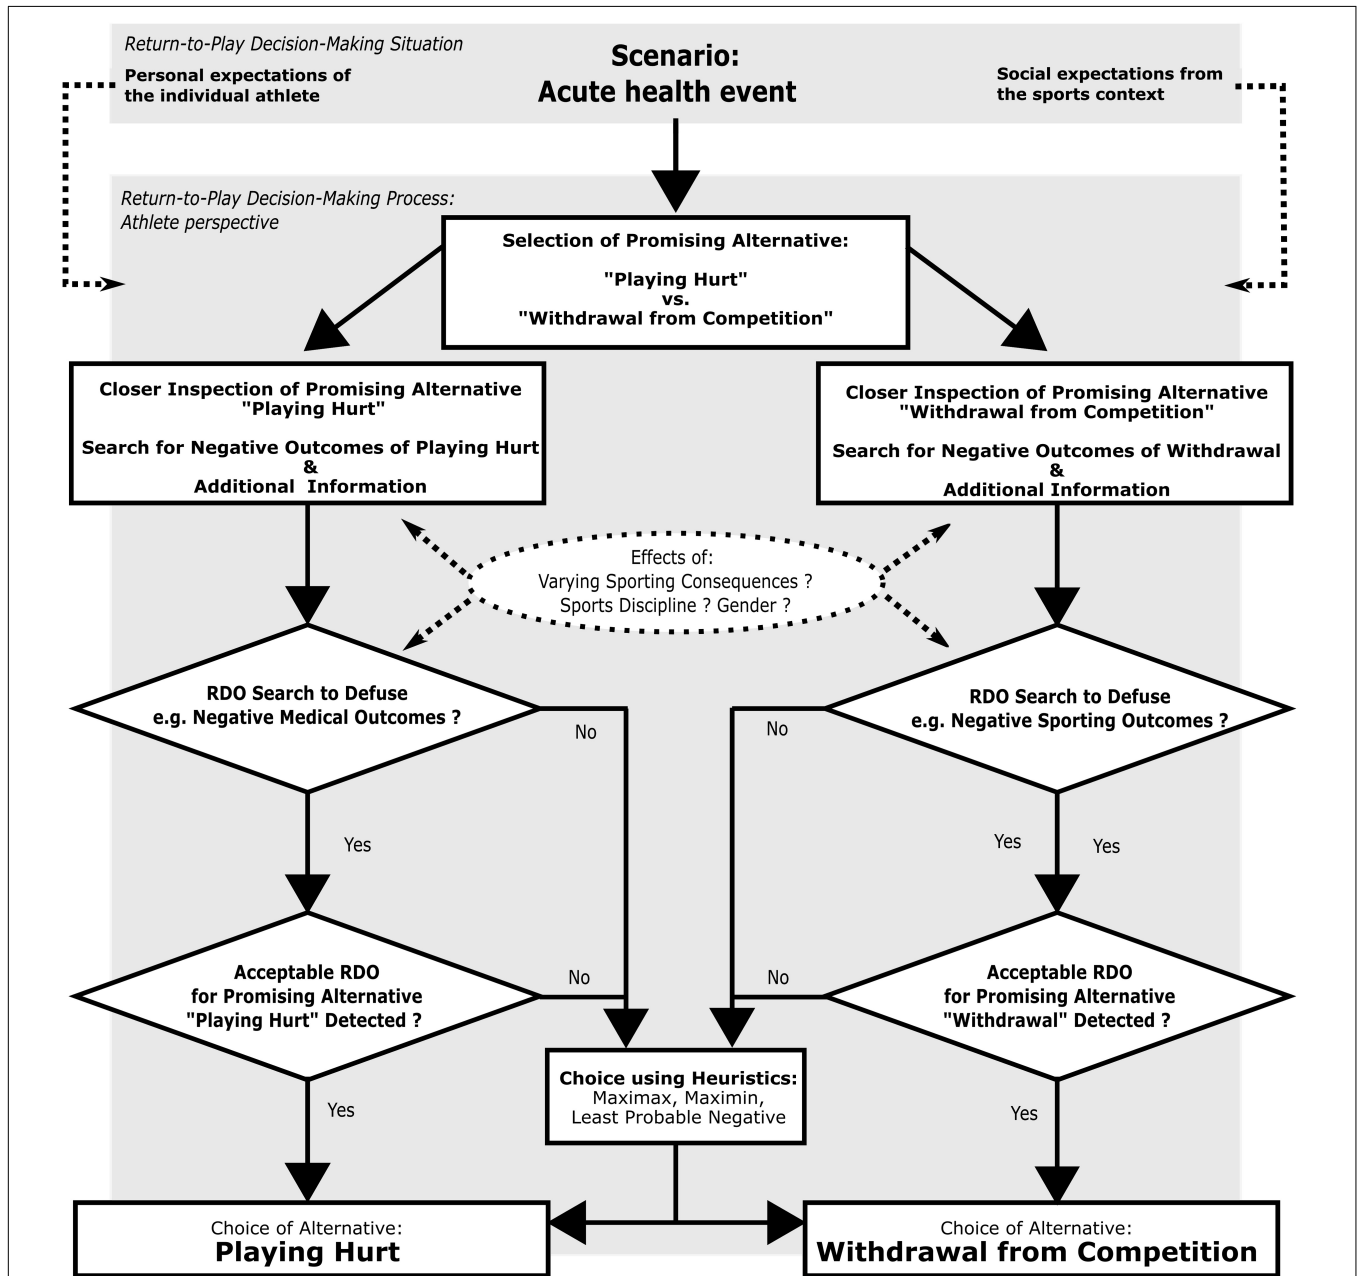 Return-to-Play Decision-Making Situation
Scenario:
Acute health event
Personal expectations of
the individual athlete
Social expectations from
the sports context
Return-to-Play Decision-Making Process:
Athlete perspective
Selection of Promising Alternative:
"Playing Hurt"
vs.
"Withdrawal from Competition"
Closer Inspection of Promising Alternative
"Playing Hurt"
Search for Negative Outcomes of Playing Hurt
&
Additional Information
Closer Inspection of Promising Alternative
"Withdrawal from Competition"
Search for Negative Outcomes of Withdrawal
&
Additional Information
Effects of:
Varying Sporting Consequences ?
Sports Discipline ? Gender ?
RDO Search to Defuse
e.g. Negative Medical Outcomes ?
No
RDO Search to Defuse
e.g. Negative Sporting Outcomes ?
No
Yes
Yes
Yes
Acceptable RDO
for Promising Alternative
"Playing Hurt" Detected ?
No
Acceptable RDO
for Promising Alternative
"Withdrawal" Detected ?
No
Choice using Heuristics:
Maximax, Maximin,
Least Probable Negative
Yes
Yes
Choice of Alternative:
Playing Hurt
Choice of Alternative:
Withdrawal from Competition